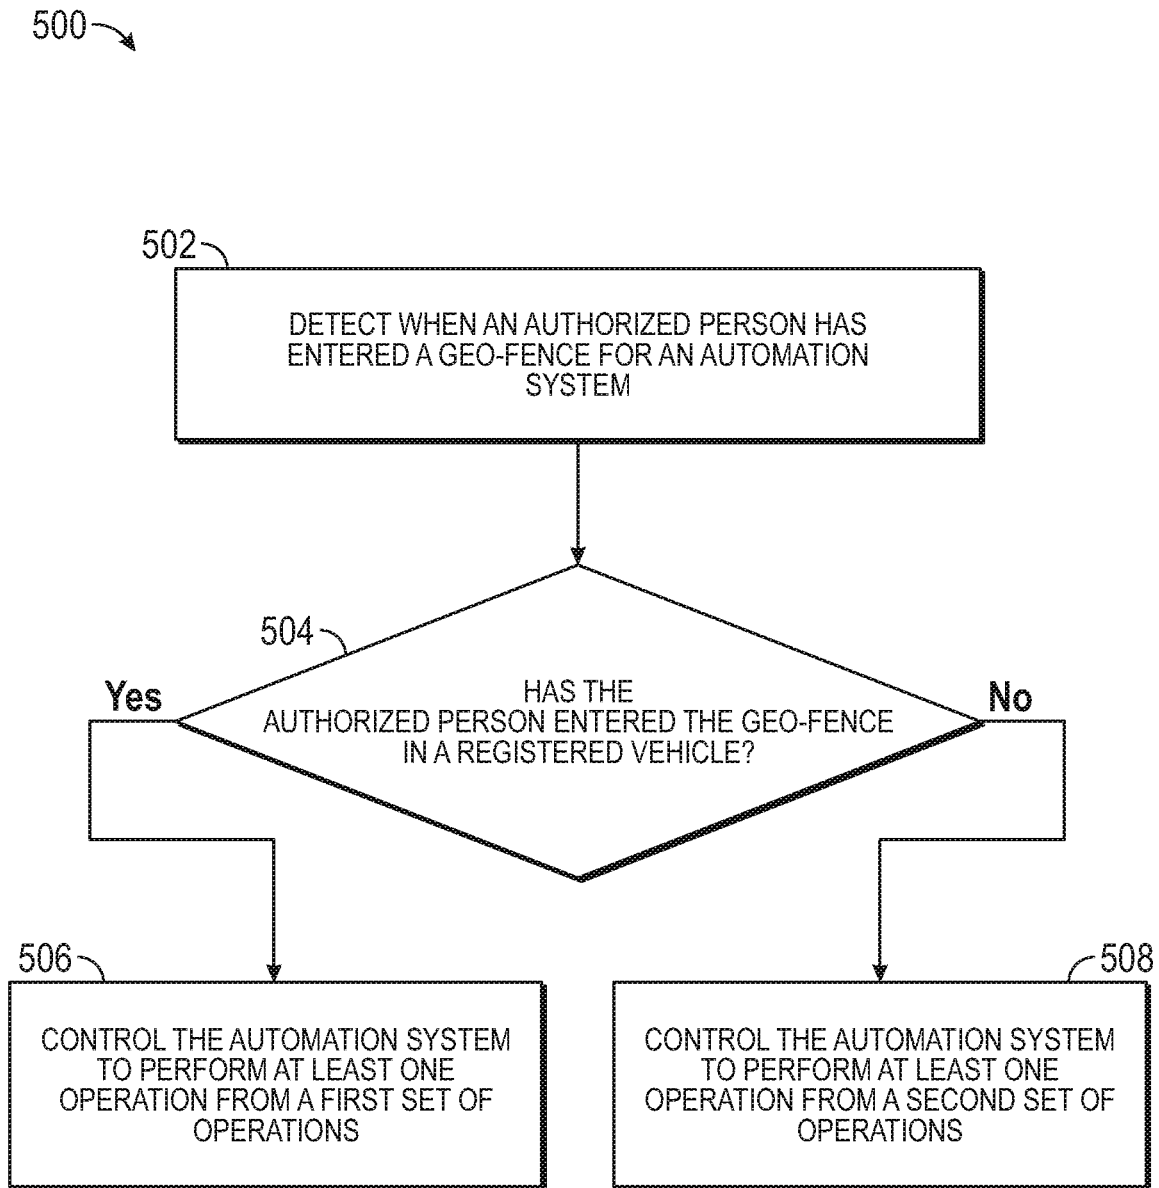 500
502
DETECT WHEN AN AUTHORIZED PERSON HAS
ENTERED A GEO-FENCE FOR AN AUTOMATION
SYSTEM
504
Yes
No
HAS THE
AUTHORIZED PERSON ENTERED THE GEO-FENCE
IN A REGISTERED VEHICLE?
506
CONTROL THE AUTOMATION SYSTEM
TO PERFORM AT LEAST ONE
OPERATION FROM A FIRST SET OF
OPERATIONS
508
CONTROL THE AUTOMATION SYSTEM
TO PERFORM AT LEAST ONE
OPERATION FROM A SECOND SET OF
OPERATIONS